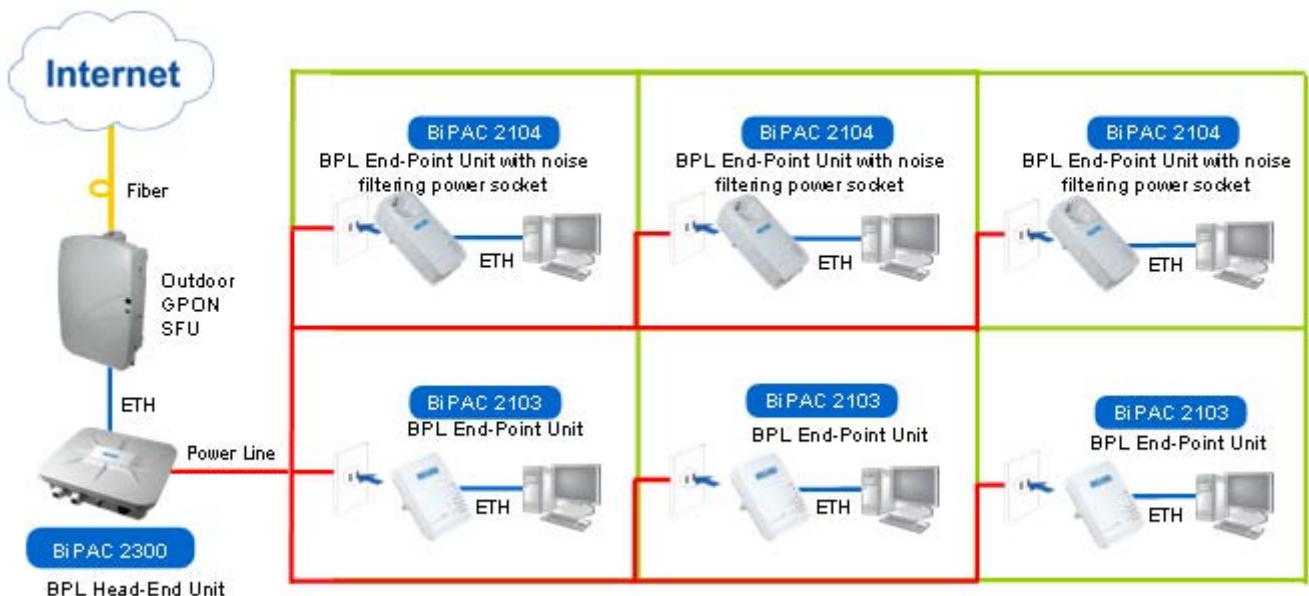 Internet
Fiber
Outdoor
GPON
SFU
ETH
Power Line
BiPAC 2300
BPL Head-End Unit
BiPAC 2104
BPL End-Point Unit with noise
filtering power socket
ETH
BiPAC 2104
BPL End-Point Unit with noise
filtering power socket
ETH
BiPAC 2104
BPL End-Point Unit with noise
filtering power socket
ETH
BiPAC 2103
BPL End-Point Unit
ETH
BiPAC 2103
BPL End-Point Unit
ETH
BiPAC 2103
BPL End-Point Unit
ETH